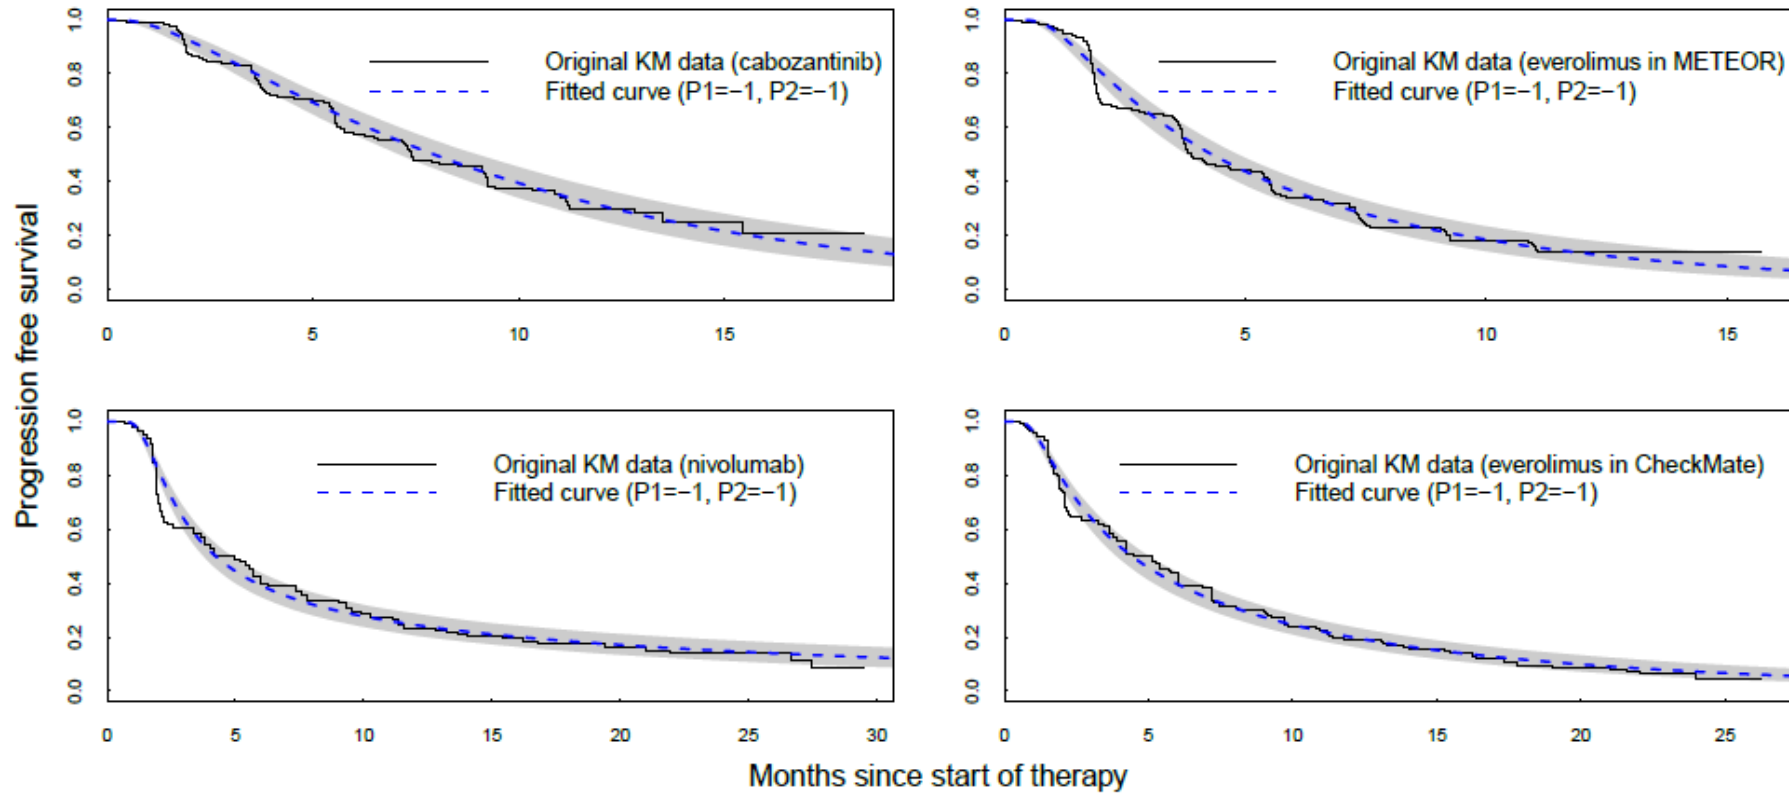 Progression free survival
1.0
0.8
0.6
0.4
0.2
0.0
Original KM data (cabozantinib)
Fitted curve (P1=−1, P2=−1)
0 5 10 15
1.0
0.8
0.6
0.4
0.2
0.0
Original KM data (everolimus in METEOR)
Fitted curve (P1=−1, P2=−1)
0 5 10 15
1.0
0.8
0.6
0.4
0.2
0.0
Original KM data (nivolumab)
Fitted curve (P1=−1, P2=−1)
0 5 10 15 20 25 30
1.0
0.8
0.6
0.4
0.2
0.0
Original KM data (everolimus in CheckMate)
Fitted curve (P1=−1, P2=−1)
0 5 10 15 20 25
Months since start of therapy